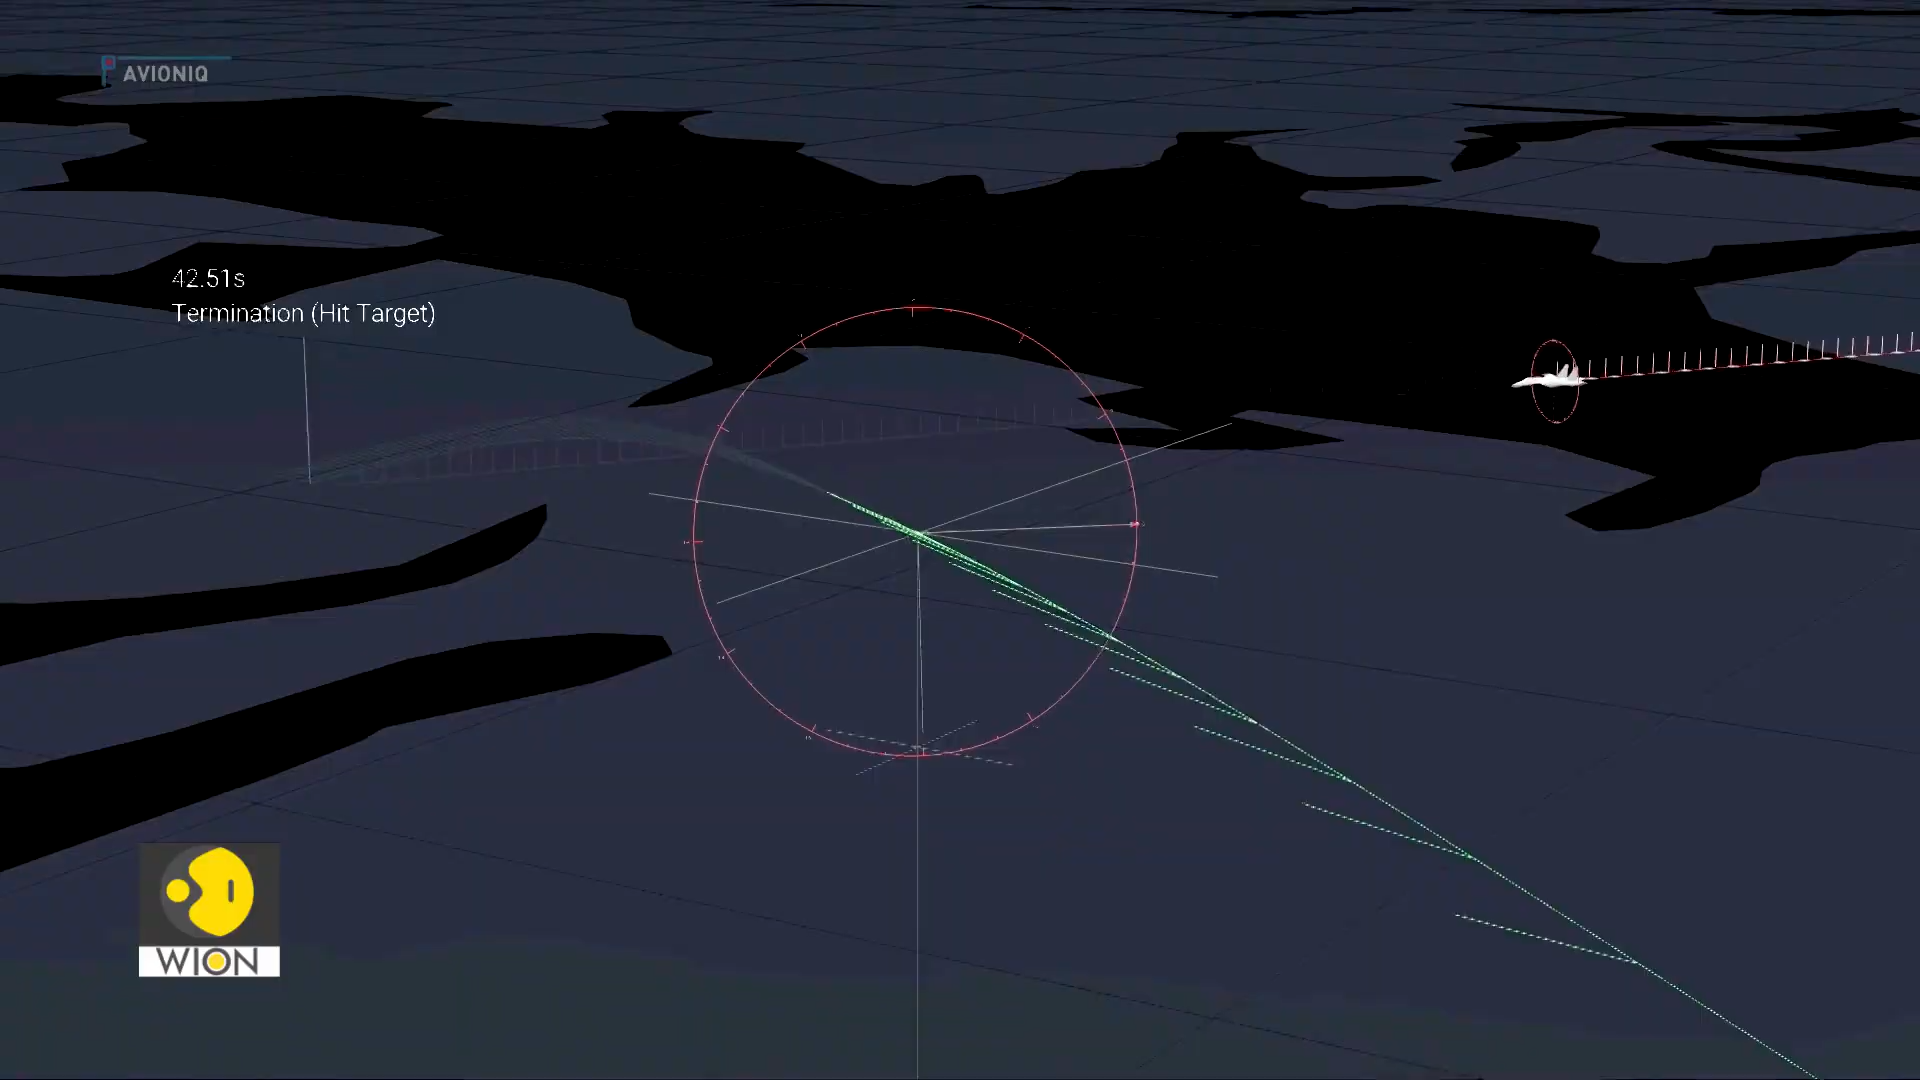 AVIONIQ
42.51s
Termination (Hit Target)
WION